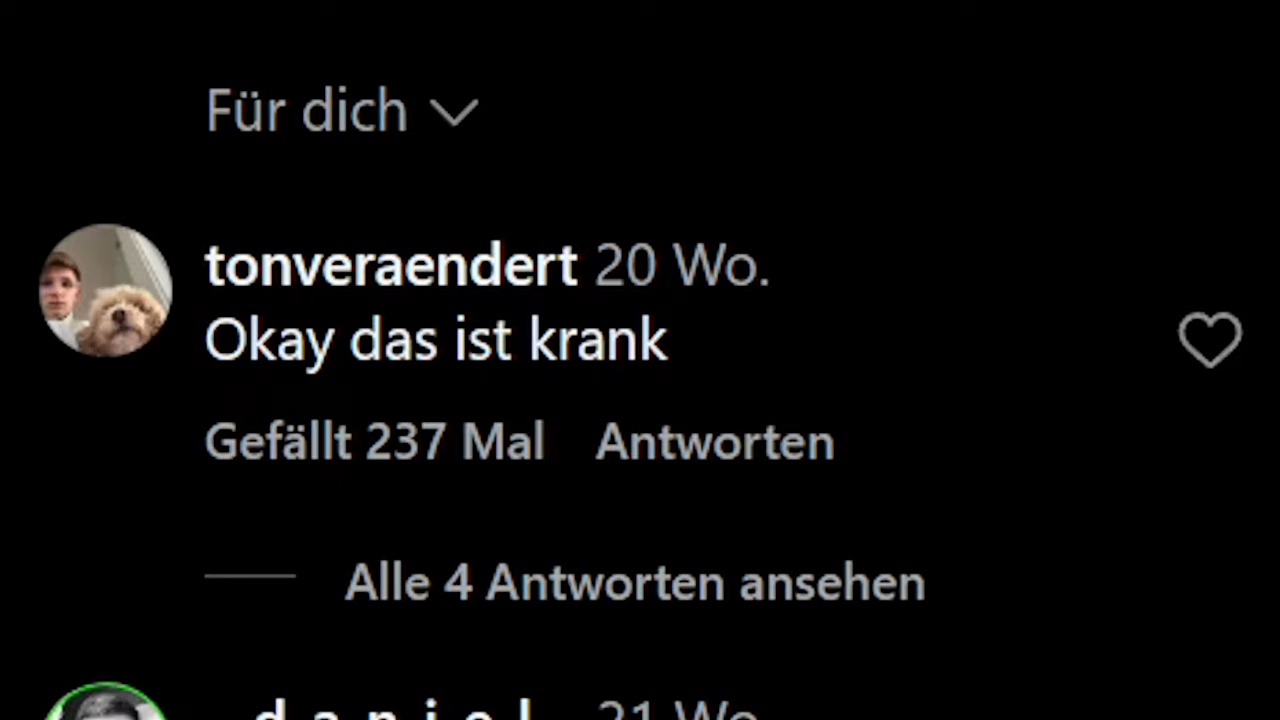 Für dich
tonveraendert 20 Wo.
Okay das ist krank
Gefällt 237 Mal Antworten
Alle 4 Antworten ansehen
d_a_n_i_e_l_ 21 Wo.